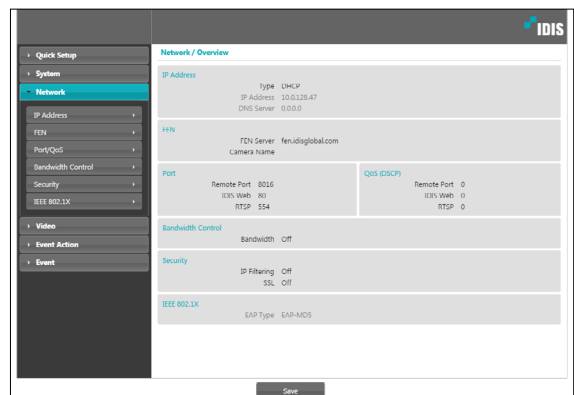 IDIS
Quick Setup
System
Network
IP Address
FEN
Port/QoS
Bandwidth Control
Security
IEEE 802.1X
Video
Event Action
Event
Network / Overview
IP Address
Type DHCP
IP Address 10.0.128.47
DNS Server 0.0.0.0
FEN
FEN Server fen.idisglobal.com
Camera Name
Port
Remote Port 8016
IDIS Web 80
RTSP 554
QoS (DSCP)
Remote Port 0
IDIS Web 0
RTSP 0
Bandwidth Control
Bandwidth Off
Security
IP Filtering Off
SSL Off
IEEE 802.1X
EAP Type EAP-MD5
Save